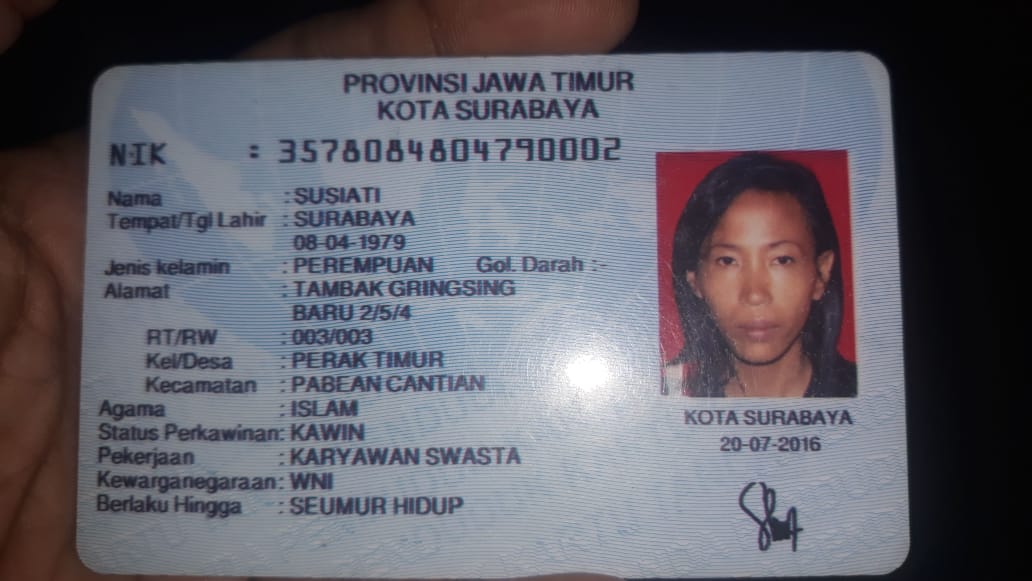 PROVINSI JAWA TIMUR
KOTA SURABAYA
NIK : 3578084804790002
Nama : SUSIATI
Tempat/Tgl Lahir : SURABAYA
08-04-1979
Jenis kelamin : PEREMPUAN Gol. Darah :-
Alamat : TAMBAK GRINGSING
BARU 2/5/4
RT/RW : 003/003
Kel/Desa : PERAK TIMUR
Kecamatan : PABEAN CANTIAN
Agama : ISLAM
Status Perkawinan: KAWIN
Pekerjaan : KARYAWAN SWASTA
Kewarganegaraan: WNI
Berlaku Hingga : SEUMUR HIDUP
KOTA SURABAYA
20-07-2016